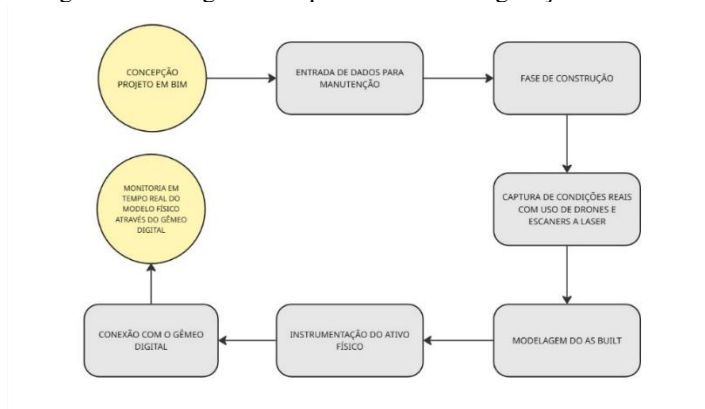 CONCEPÇÃO
PROJETO EM BIM
ENTRADA DE DADOS PARA
MANUTENÇÃO
FASE DE CONSTRUÇÃO
CAPTURA DE CONDIÇÕES REAIS
COM USO DE DRONES E
ESCANERS A LASER
MODELAGEM DO AS BUILT
INSTRUMENTAÇÃO DO ATIVO
FÍSICO
CONEXÃO COM O GÊMEO
DIGITAL
MONITORIA EM
TEMPO REAL DO
MODELO FÍSICO
ATRAVÉS DO GÊMEO
DIGITAL